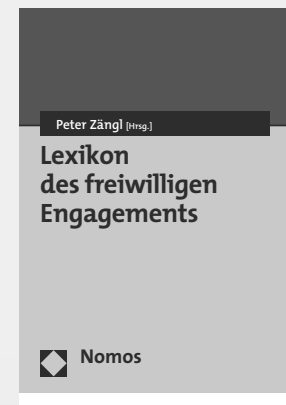 Peter Zängl [Hrsg.]
Lexikon
des freiwilligen
Engagements
Nomos